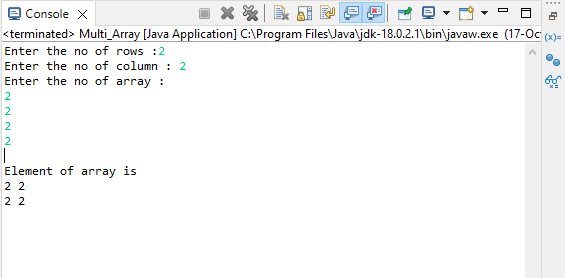 Console
<terminated> Multi_Array [Java Application] C:\Program Files\Java\jdk-18.0.2.1\bin\javaw.exe (17-Oct
Enter the no of rows :2
Enter the no of column : 2
Enter the no of array :
2
2
2
2
Element of array is
2 2
2 2